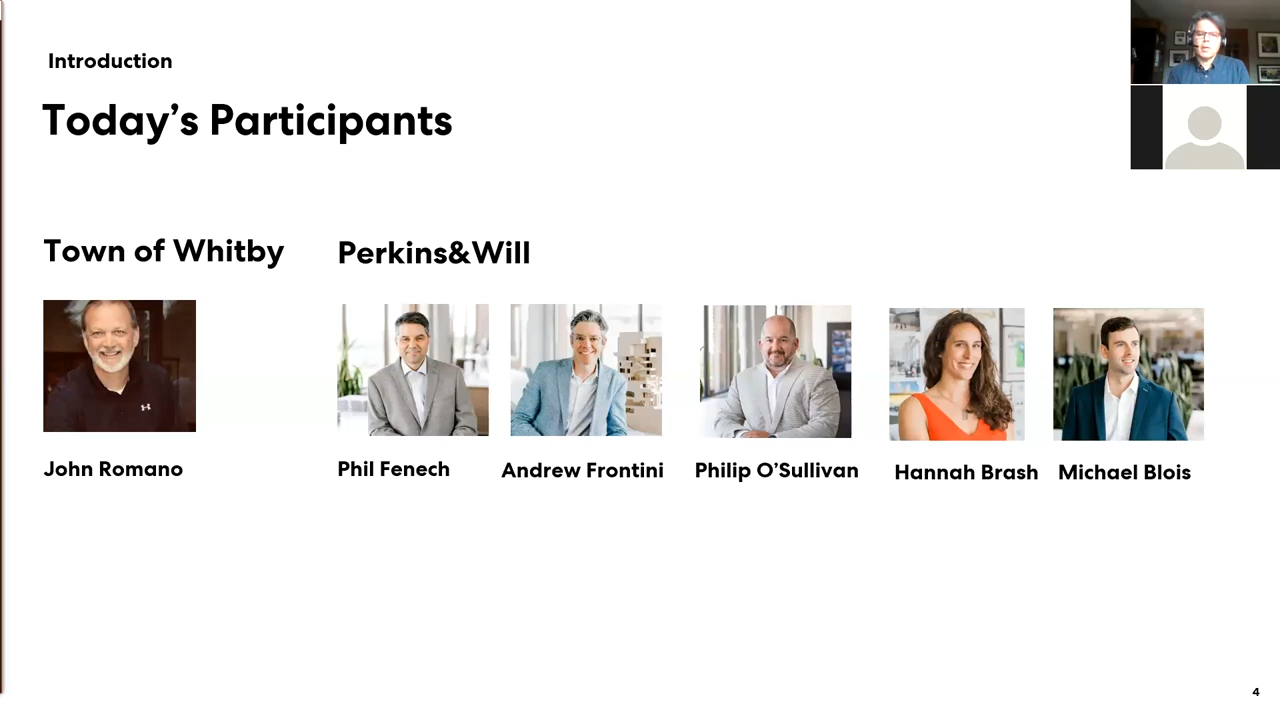 Introduction
Today’s Participants
Town of Whitby
Perkins&Will
John Romano
Phil Fenech
Andrew Frontini
Philip O’Sullivan
Hannah Brash
Michael Blois
4